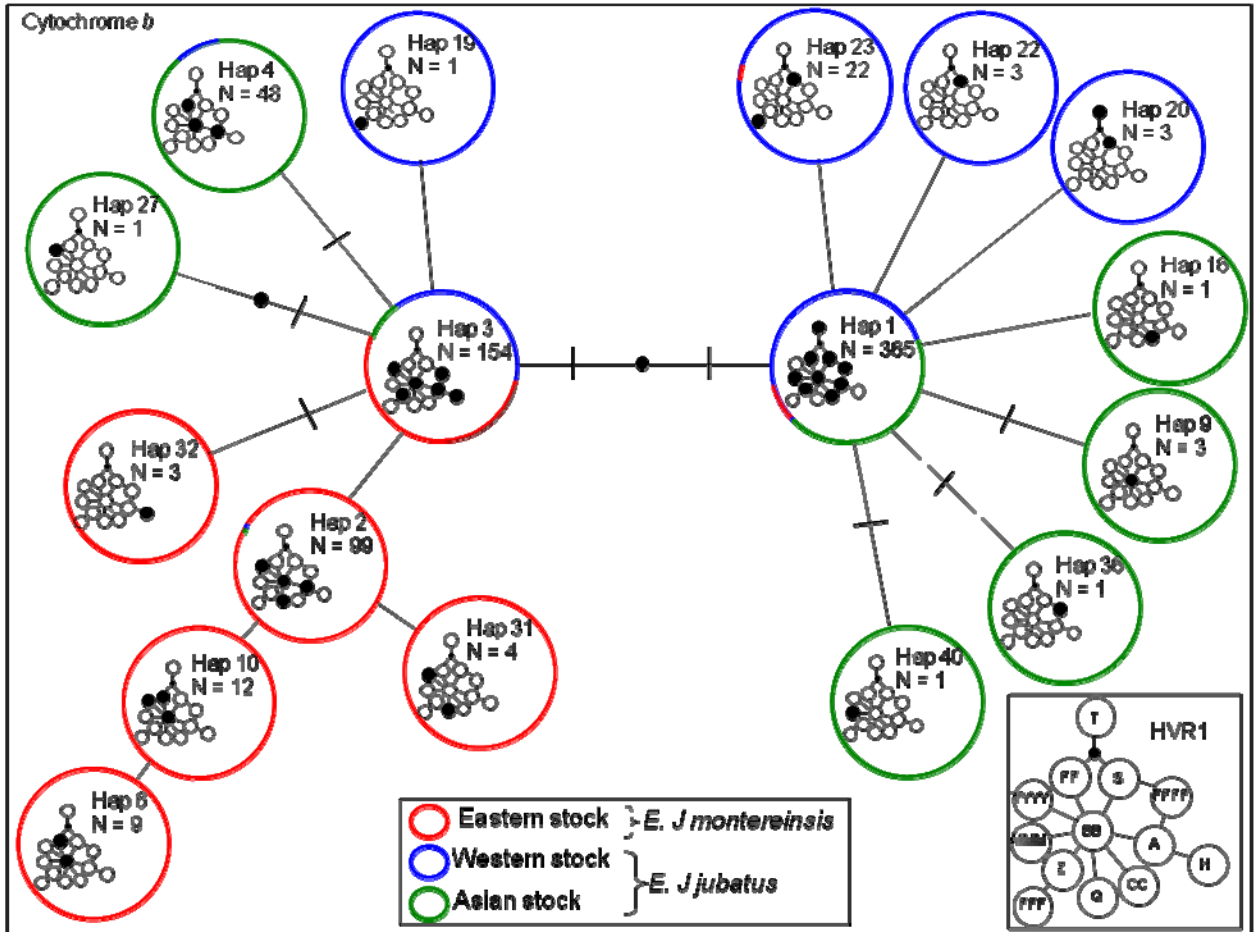 Cytochrome b
Hap 4
N = 48
Hap 19
N = 1
Hap 23
N = 22
Hap 22
N = 3
Hap 20
N = 3
Hap 27
N = 1
Hap 16
N = 1
Hap 3
N = 154
Hap 1
N = 365
Hap 32
N = 3
Hap 9
N = 3
Hap 2
N = 99
Hap 36
N = 1
Hap 31
N = 4
Hap 40
N = 1
Hap 10
N = 12
Hap 6
N = 9
Eastern stock
E. J montereinsis
Western stock
E. J jubatus
Asian stock
HVR1
T
FF
S
FFFF
BB
A
H
E
CC
Q
FFF